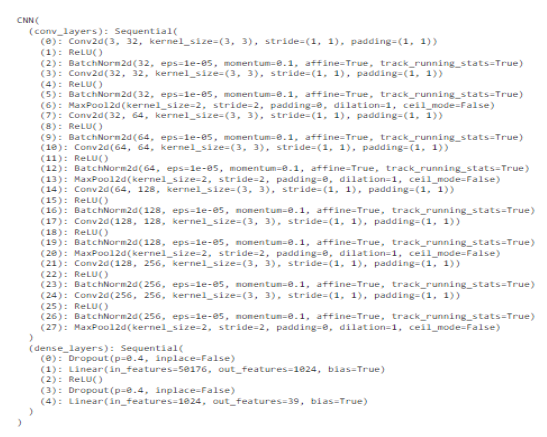 CNN(
(conv_layers): Sequential(
(0): Conv2d(3, 32, kernel_size=(3, 3), stride=(1, 1), padding=(1, 1))
(1): ReLU()
(2): BatchNorm2d(32, eps=1e-05, momentum=0.1, affine=True, track_running_stats=True)
(3): Conv2d(32, 32, kernel_size=(3, 3), stride=(1, 1), padding=(1, 1))
(4): ReLU()
(5): BatchNorm2d(32, eps=1e-05, momentum=0.1, affine=True, track_running_stats=True)
(6): MaxPool2d(kernel_size=2, stride=2, padding=0, dilation=1, ceil_mode=False)
(7): Conv2d(32, 64, kernel_size=(3, 3), stride=(1, 1), padding=(1, 1))
(8): ReLU()
(9): BatchNorm2d(64, eps=1e-05, momentum=0.1, affine=True, track_running_stats=True)
(10): Conv2d(64, 64, kernel_size=(3, 3), stride=(1, 1), padding=(1, 1))
(11): ReLU()
(12): BatchNorm2d(64, eps=1e-05, momentum=0.1, affine=True, track_running_stats=True)
(13): MaxPool2d(kernel_size=2, stride=2, padding=0, dilation=1, ceil_mode=False)
(14): Conv2d(64, 128, kernel_size=(3, 3), stride=(1, 1), padding=(1, 1))
(15): ReLU()
(16): BatchNorm2d(128, eps=1e-05, momentum=0.1, affine=True, track_running_stats=True)
(17): Conv2d(128, 128, kernel_size=(3, 3), stride=(1, 1), padding=(1, 1))
(18): ReLU()
(19): BatchNorm2d(128, eps=1e-05, momentum=0.1, affine=True, track_running_stats=True)
(20): MaxPool2d(kernel_size=2, stride=2, padding=0, dilation=1, ceil_mode=False)
(21): Conv2d(128, 256, kernel_size=(3, 3), stride=(1, 1), padding=(1, 1))
(22): ReLU()
(23): BatchNorm2d(256, eps=1e-05, momentum=0.1, affine=True, track_running_stats=True)
(24): Conv2d(256, 256, kernel_size=(3, 3), stride=(1, 1), padding=(1, 1))
(25): ReLU()
(26): BatchNorm2d(256, eps=1e-05, momentum=0.1, affine=True, track_running_stats=True)
(27): MaxPool2d(kernel_size=2, stride=2, padding=0, dilation=1, ceil_mode=False)
)
(dense_layers): Sequential(
(0): Dropout(p=0.4, inplace=False)
(1): Linear(in_features=50176, out_features=1024, bias=True)
(2): ReLU()
(3): Dropout(p=0.4, inplace=False)
(4): Linear(in_features=1024, out_features=39, bias=True)
)
)